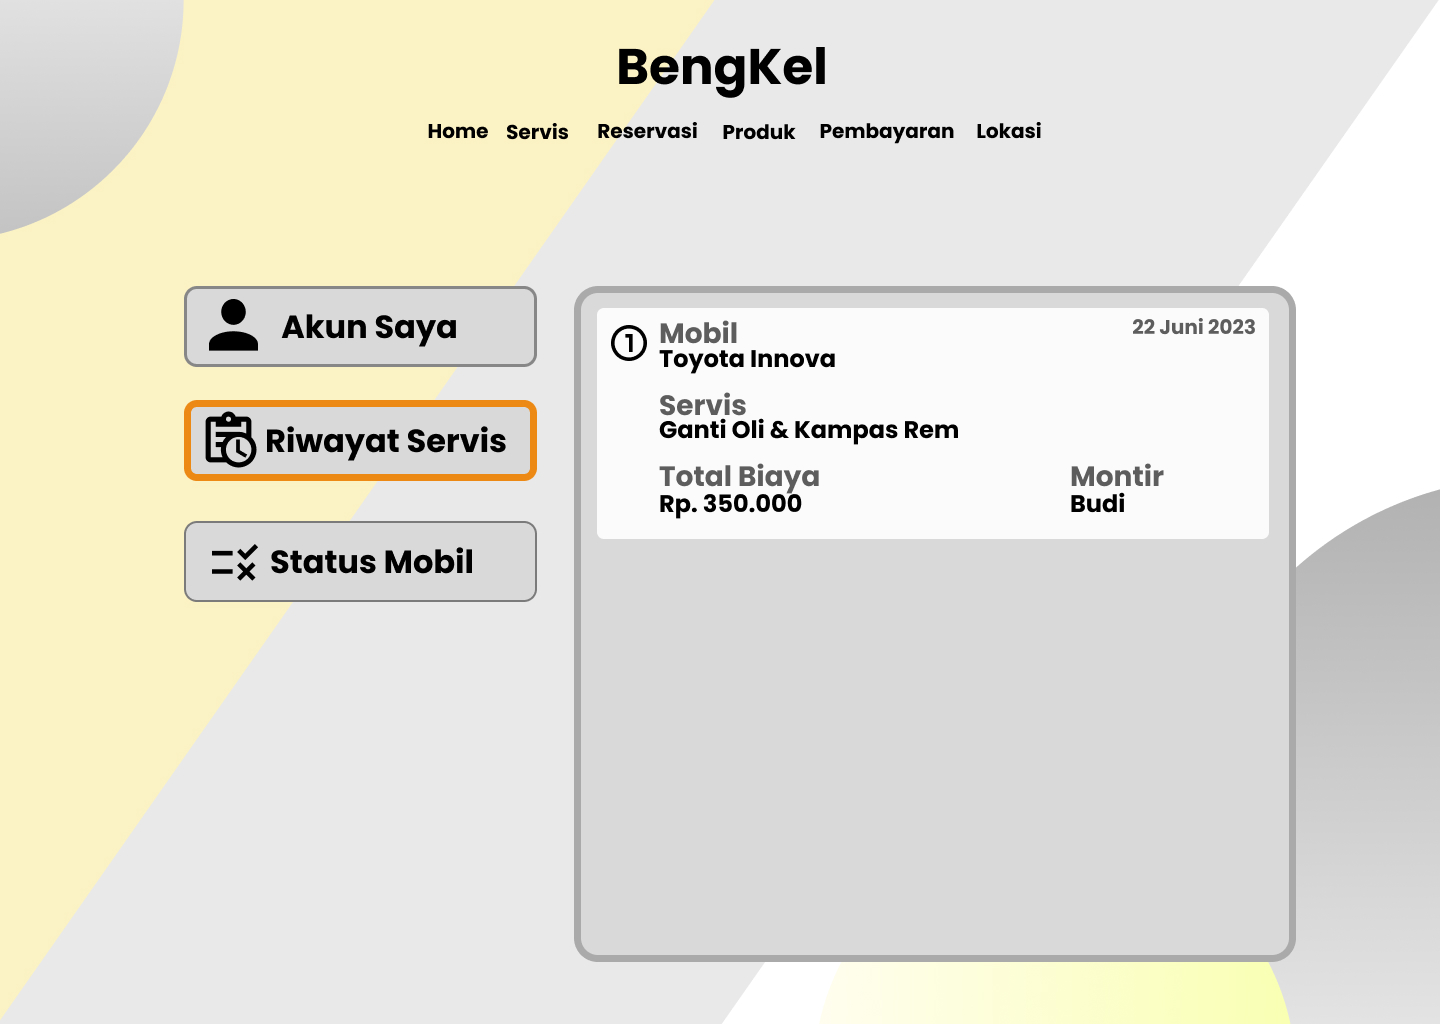 BengKel
Home Servis Reservasi Produk Pembayaran Lokasi
Akun Saya
Riwayat Servis
Status Mobil
1
Mobil
22 Juni 2023
Toyota Innova
Servis
Ganti Oli & Kampas Rem
Total Biaya
Rp. 350.000
Montir
Budi